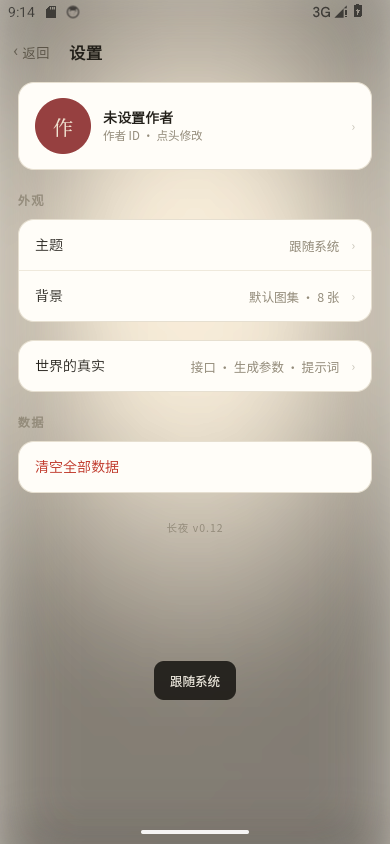 9:14
3G
‹ 返回 设置
作
未设置作者
作者 ID · 点头修改
外观
主题 跟随系统 ›
背景 默认图集 · 8 张 ›
世界的真实 接口 · 生成参数 · 提示词 ›
数据
清空全部数据
长夜 v0.12
跟随系统